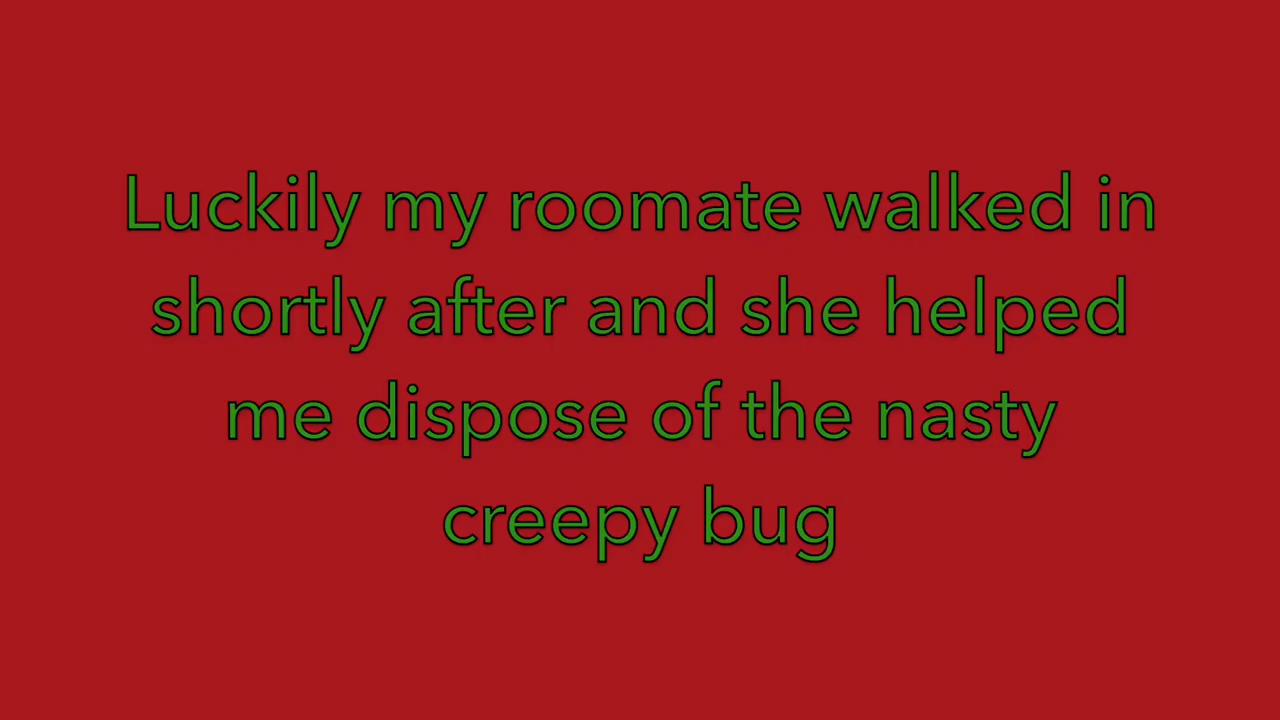 Luckily my roomate walked in
shortly after and she helped
me dispose of the nasty
creepy bug